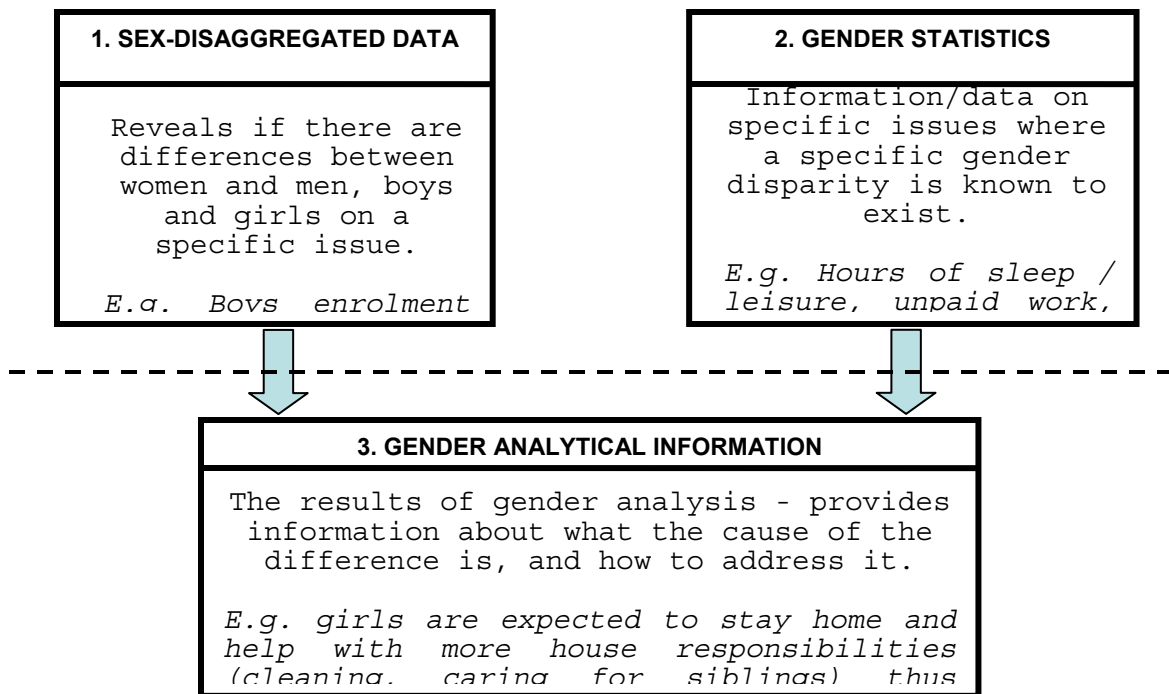 1. SEX-DISAGGREGATED DATA
Reveals if there are
differences between
women and men, boys
and girls on a
specific issue.
E.g. Boys enrolment
2. GENDER STATISTICS
Information/data on
specific issues where
a specific gender
disparity is known to
exist.
E.g. Hours of sleep /
leisure, unpaid work,
3. GENDER ANALYTICAL INFORMATION
The results of gender analysis - provides
information about what the cause of the
difference is, and how to address it.
E.g. girls are expected to stay home and
help with more house responsibilities
(cleaning, caring for siblings) thus